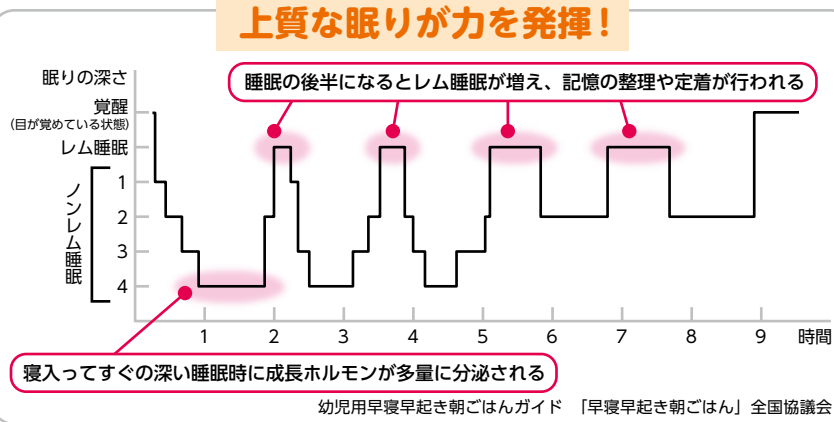 上質な眠りが力を発揮！
眠りの深さ
睡眠の後半になるとレム睡眠が増え、記憶の整理や定着が行われる
覚醒
(目が覚めている状態)
レム睡眠
ノンレム睡眠
1
2
3
4
1 2 3 4 5 6 7 8 9 時間
寝入ってすぐの深い睡眠時に成長ホルモンが多量に分泌される
幼児用早寝早起き朝ごはんガイド 「早寝早起き朝ごはん」全国協議会